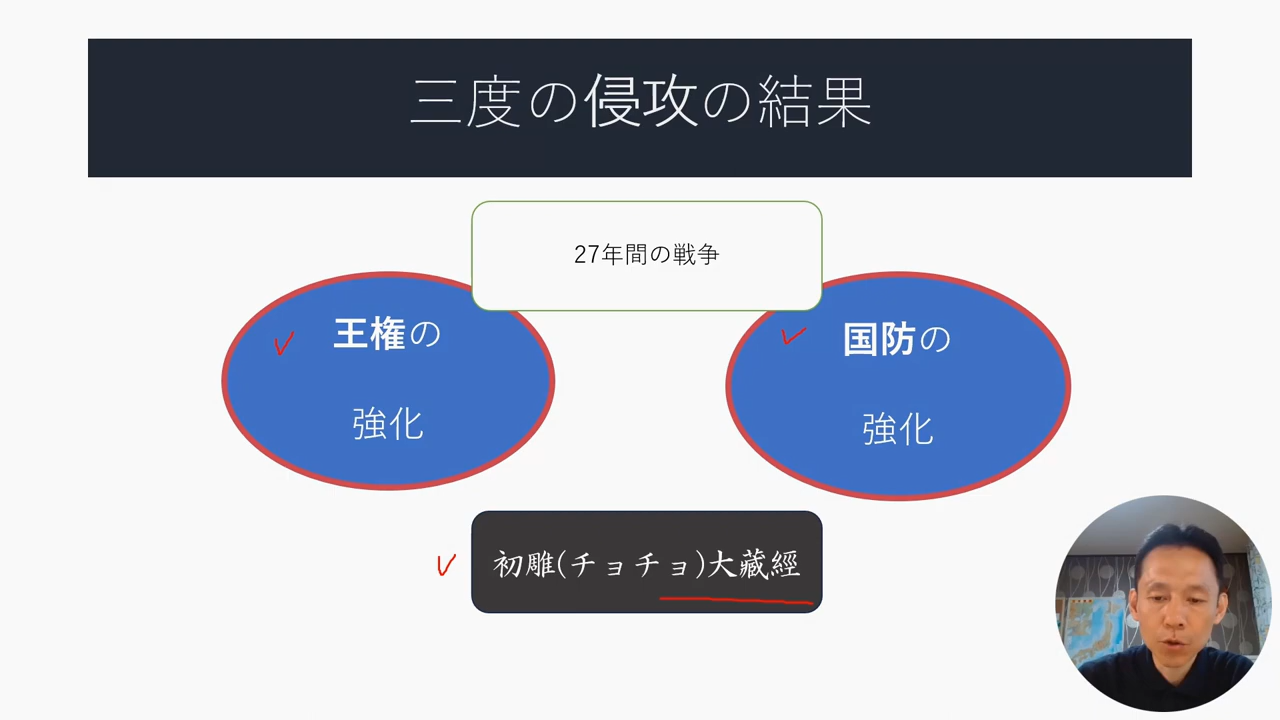 三度の侵攻の結果
27年間の戦争
王権の
強化
国防の
強化
初雕(チョチョ)大藏經